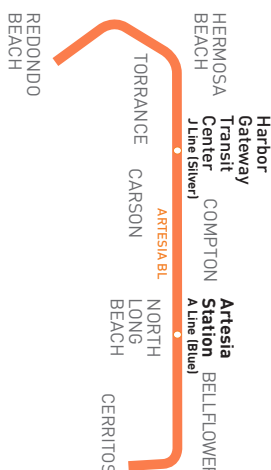 HERMOSA
BEACH
REDONDO
BEACH
TORRANCE
Harbor
Gateway
Transit
Center
J Line (Silver)
CARSON
COMPTON
ARTESIA BL
Artesia
Station
A Line (Blue)
NORTH
LONG
BEACH
BELLFLOWE
CERRITOS